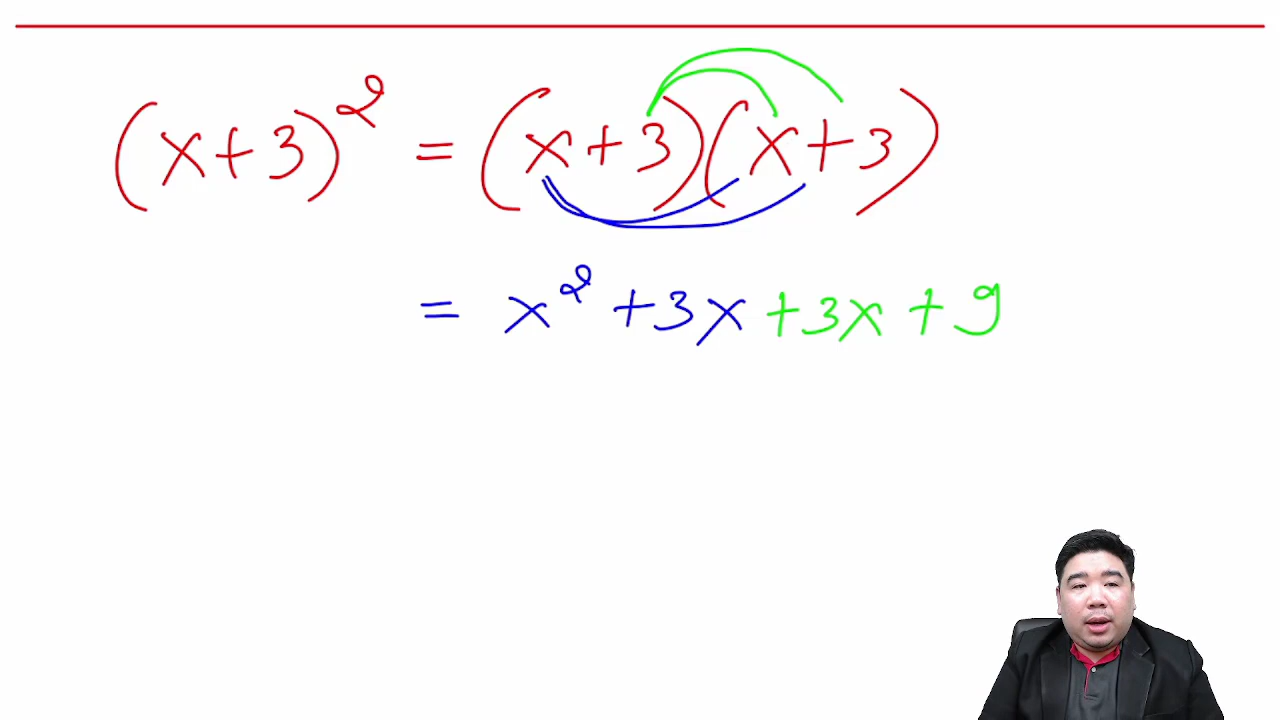 (x+3)² = (x+3)(x+3)
= x² +3x +3x + 9